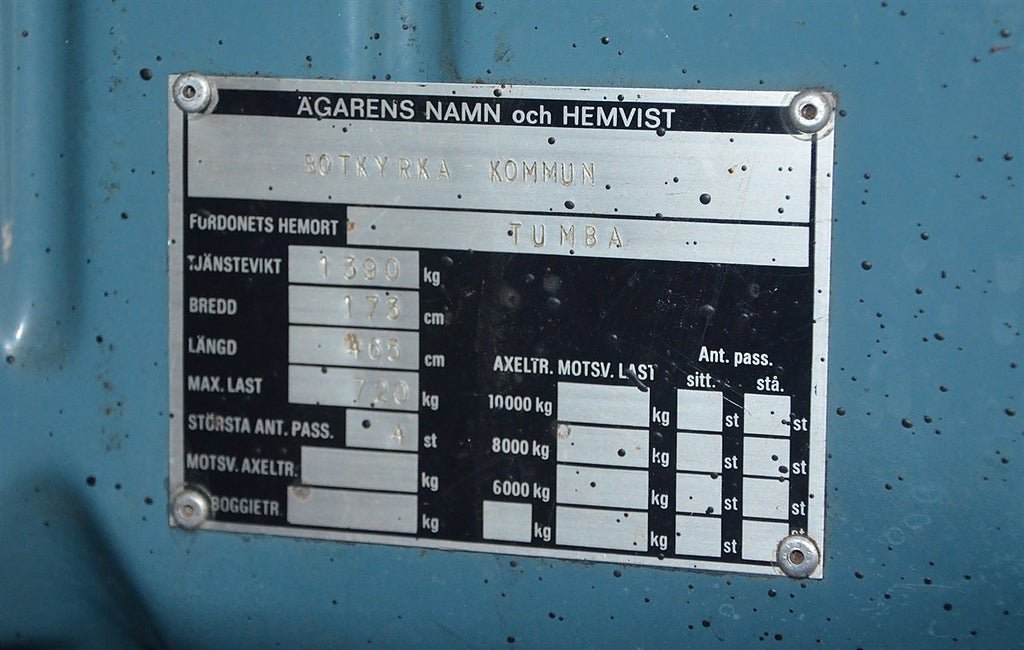 ÄGARENS NAMN och HEMVIST
BOTKYRKA KOMMUN
FORDONETS HEMORT TUMBA
TJÄNSTEVIKT 1390 kg
BREDD 173 cm
LÄNGD 465 cm
MAX. LAST 720 kg
STÖRSTA ANT. PASS. 4 st
MOTSV. AXELTR. kg
BOGGIETR. kg
AXELTR. MOTSV. LAST Ant. pass.
sitt. stå.
10000 kg kg st st
8000 kg kg st st
6000 kg kg st st
kg kg st st